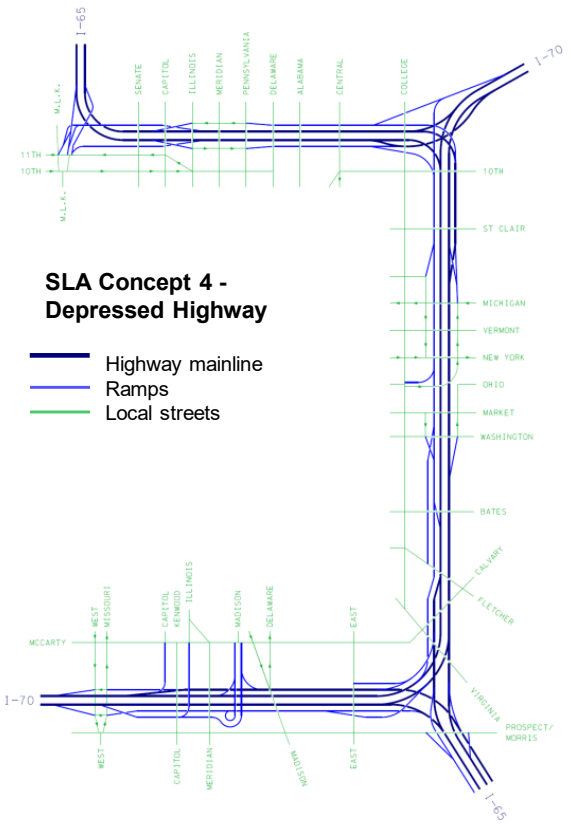 I-65
I-70
M.L.K.
SENATE
CAPITOL
ILLINOIS
MERIDIAN
PENNSYLVANIA
DELAWARE
ALABAMA
CENTRAL
COLLEGE
11TH
10TH
10TH
M.L.K.
ST CLAIR
SLA Concept 4 -
Depressed Highway
Highway mainline
Ramps
Local streets
MICHIGAN
VERMONT
NEW YORK
OHIO
MARKET
WASHINGTON
BATES
CALVARY
FLETCHER
WEST
MISSOURI
CAPITOL
KENWOOD
ILLINOIS
MADISON
DELAWARE
EAST
MCCARTY
I-70
VIRGINIA
PROSPECT/
MORRIS
WEST
CAPITOL
MERIDIAN
MADISON
EAST
I-65